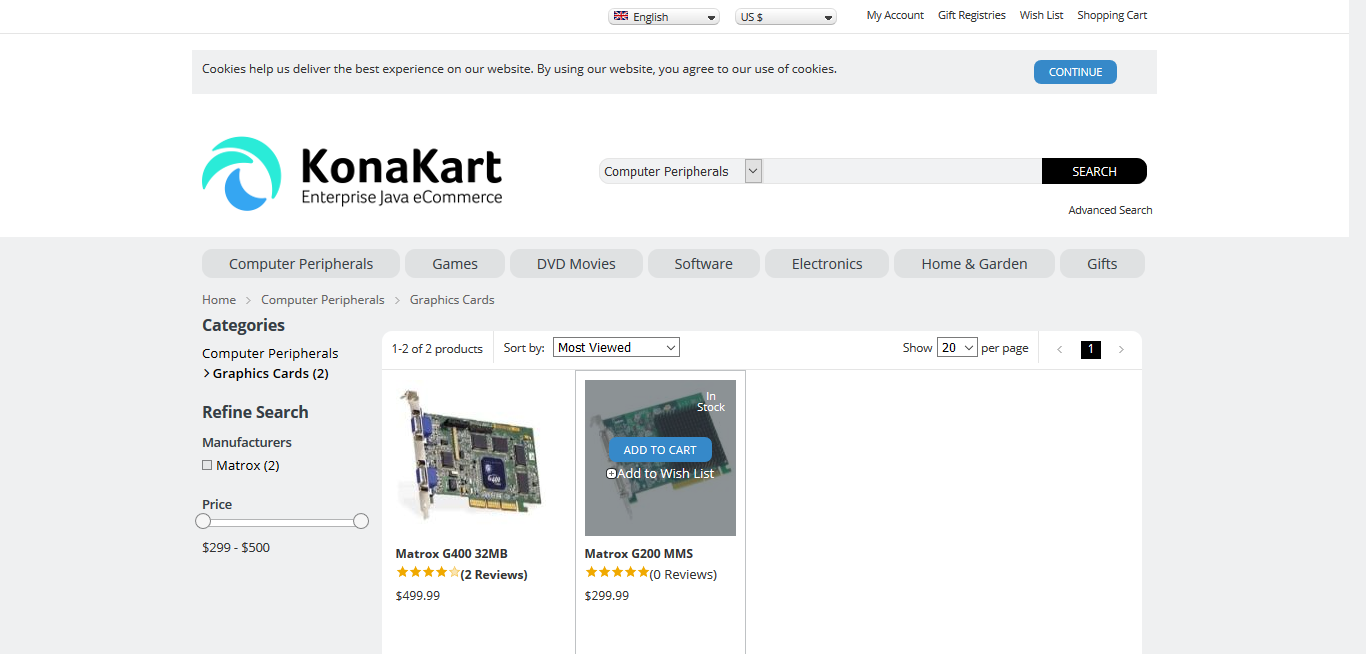 English
US $
My Account
Gift Registries
Wish List
Shopping Cart
Cookies help us deliver the best experience on our website. By using our website, you agree to our use of cookies.
CONTINUE
KonaKart
Enterprise Java eCommerce
Computer Peripherals
SEARCH
Advanced Search
Computer Peripherals
Games
DVD Movies
Software
Electronics
Home & Garden
Gifts
Home > Computer Peripherals > Graphics Cards
Categories
Computer Peripherals
> Graphics Cards (2)
Refine Search
Manufacturers
Matrox (2)
Price
$299 - $500
1-2 of 2 products
Sort by: Most Viewed
Show 20 per page
< 1 >
G400
Matrox G400 32MB
(2 Reviews)
$499.99
In
Stock
ADD TO CART
Add to Wish List
Matrox G200 MMS
(0 Reviews)
$299.99